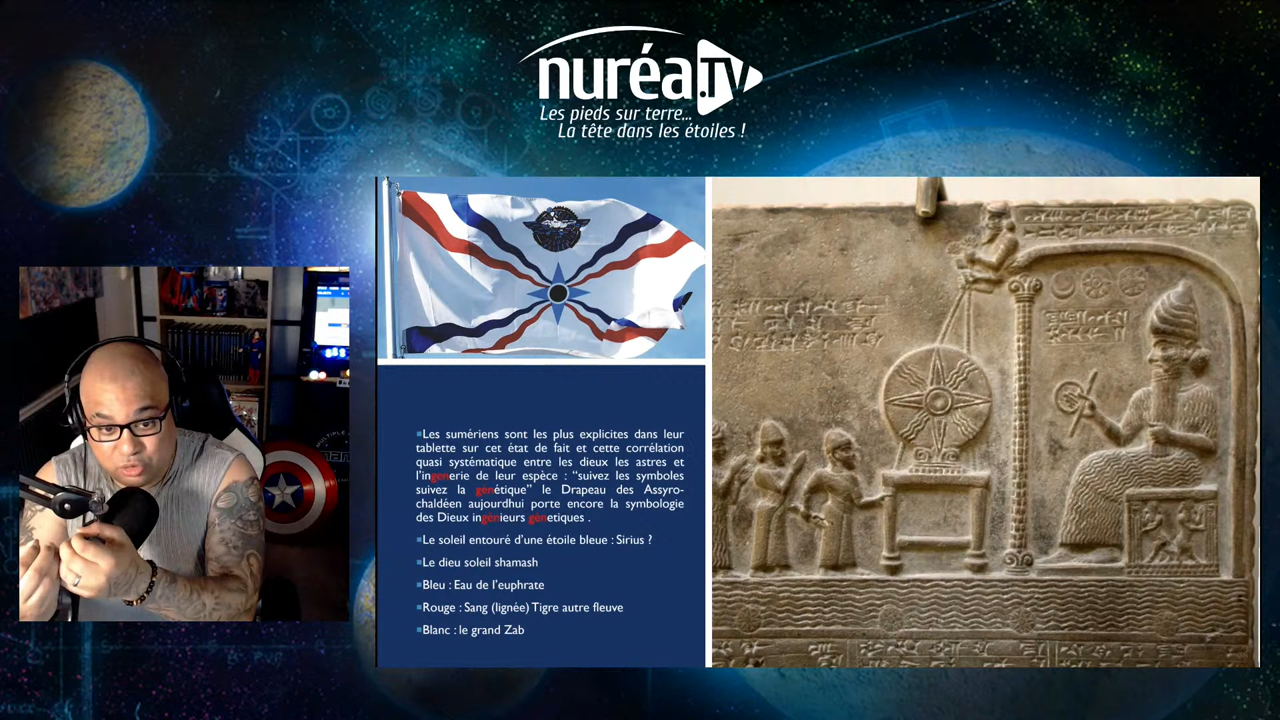 nuréa.TV
Les pieds sur terre...
La tête dans les étoiles !
▪Les sumériens sont les plus explicites dans leur
tablette sur cet état de fait et cette corrélation
quasi systématique entre les dieux les astres et
l'ingenerie de leur espèce : “suivez les symboles
suivez la génétique” le Drapeau des Assyro-
chaldéen aujourdhui porte encore la symbologie
des Dieux ingénieurs génetiques .
▪Le soleil entouré d'une étoile bleue : Sirius ?
▪Le dieu soleil shamash
▪Bleu : Eau de l'euphrate
▪Rouge : Sang (lignée) Tigre autre fleuve
▪Blanc : le grand Zab